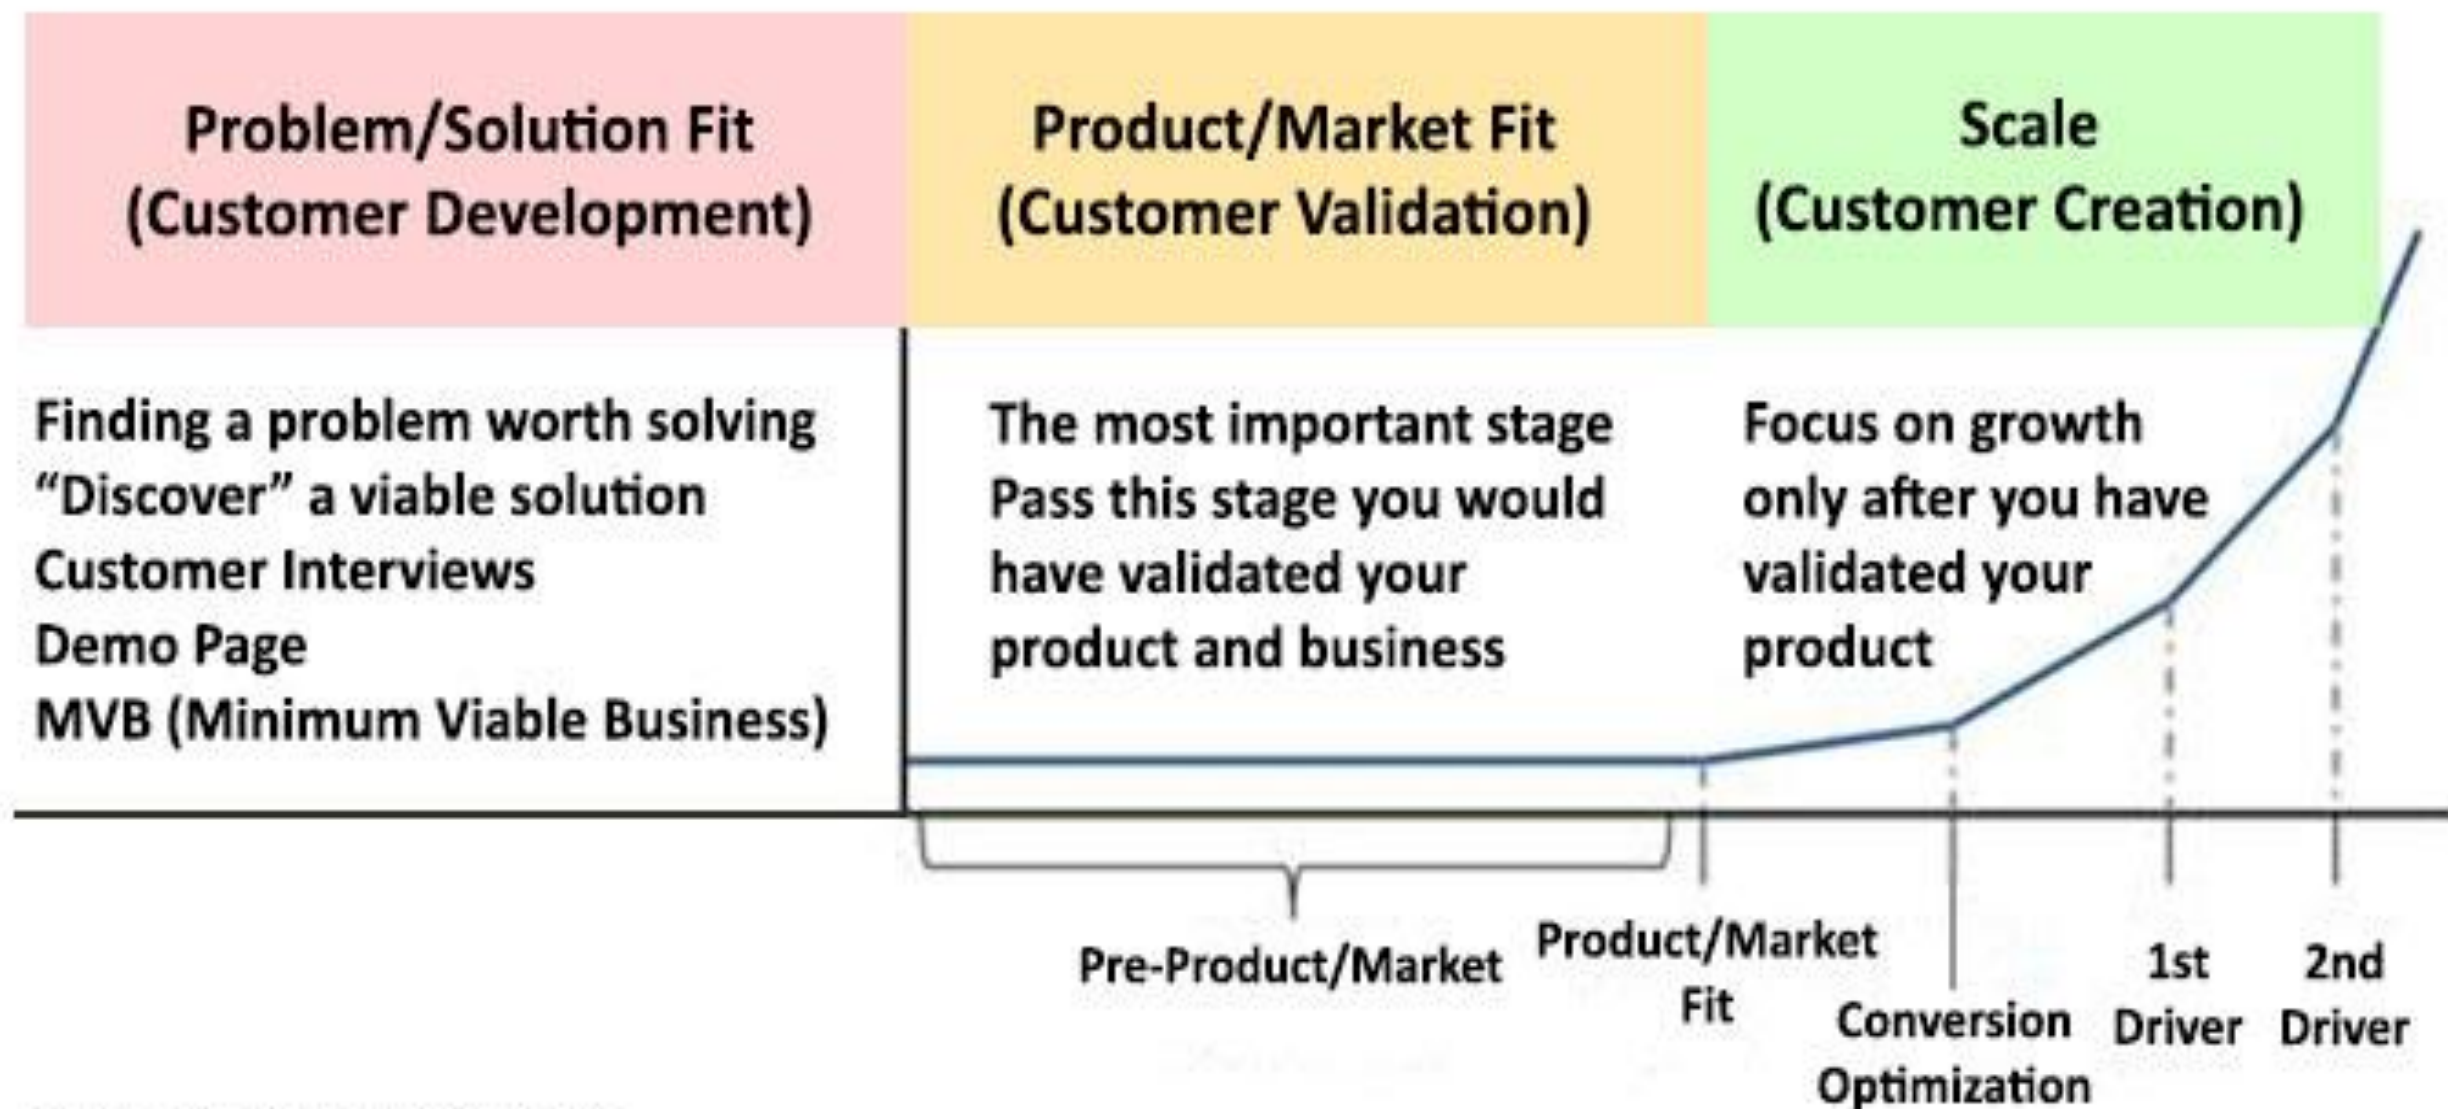 Problem/Solution Fit
(Customer Development)
Product/Market Fit
(Customer Validation)
Scale
(Customer Creation)
Finding a problem worth solving
“Discover” a viable solution
Customer Interviews
Demo Page
MVB (Minimum Viable Business)
The most important stage
Pass this stage you would
have validated your
product and business
Focus on growth
only after you have
validated your
product
Pre-Product/Market
Product/Market
Fit
Conversion
Optimization
1st
Driver
2nd
Driver